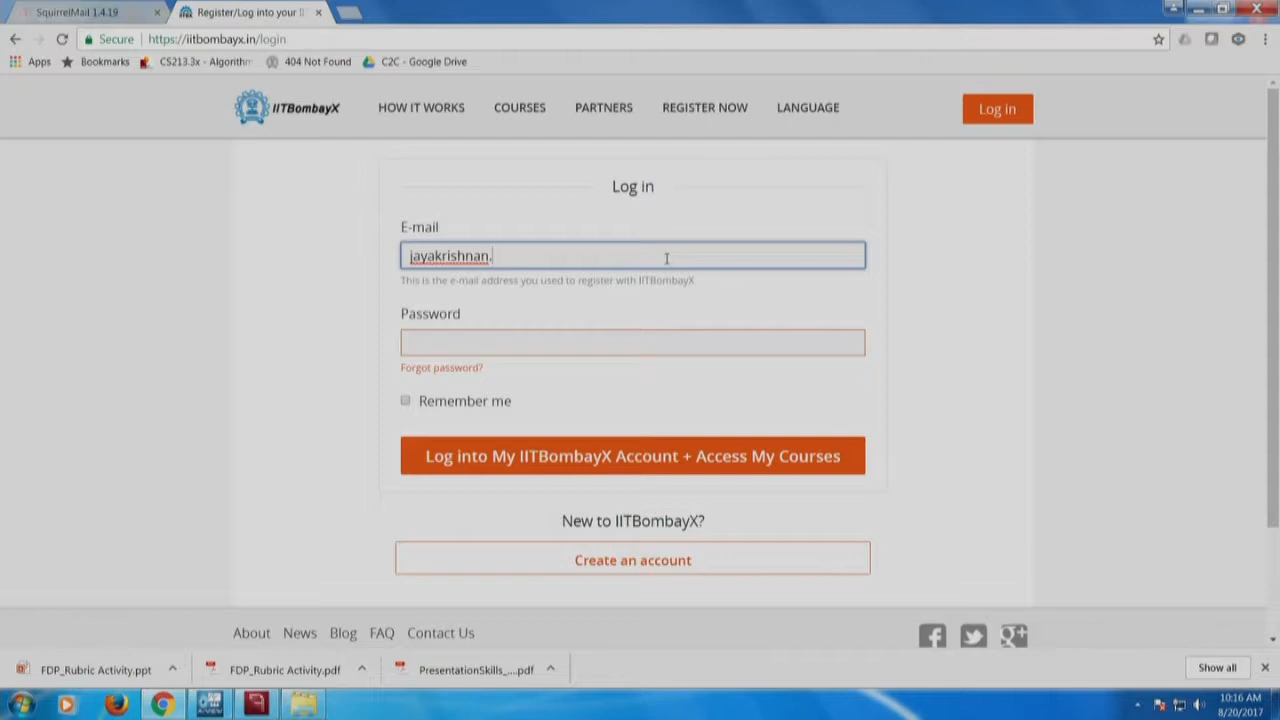 SquirrelMail 1.4.19
Register/Log into your I
Secure https://iitbombayx.in/login
Apps Bookmarks CS213.3x - Algorithm 404 Not Found C2C - Google Drive
IITBombayX HOW IT WORKS COURSES PARTNERS REGISTER NOW LANGUAGE Log in
Log in
E-mail
jayakrishnan.
This is the e-mail address you used to register with IITBombayX
Password
Forgot password?
Remember me
Log into My IITBombayX Account + Access My Courses
New to IITBombayX?
Create an account
About News Blog FAQ Contact Us
FDP_Rubric Activity.ppt FDP_Rubric Activity.pdf PresentationSkills_....pdf Show all
10:16 AM
8/20/2017